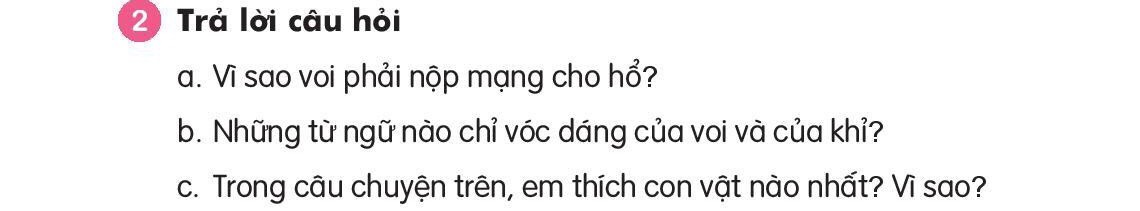 2 Trả lời câu hỏi
a. Vì sao voi phải nộp mạng cho hổ?
b. Những từ ngữ nào chỉ vóc dáng của voi và của khỉ?
c. Trong câu chuyện trên, em thích con vật nào nhất? Vì sao?